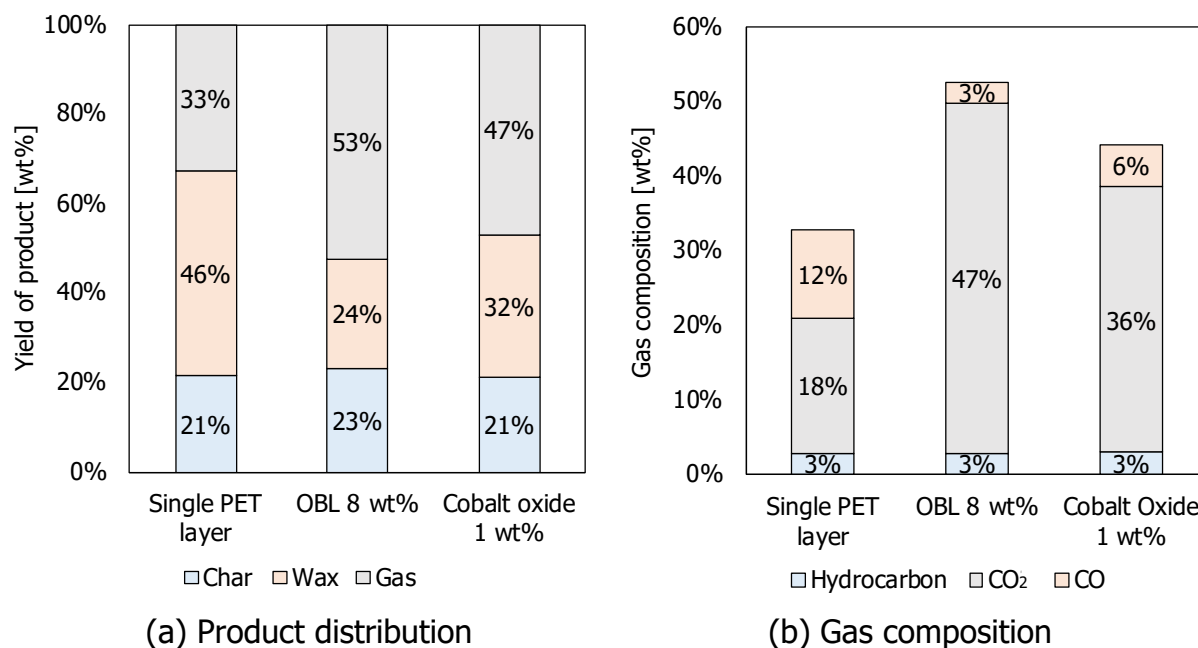 100%
80%
60%
40%
20%
0%
Yield of product [wt%]
33%
46%
21%
53%
24%
23%
47%
32%
21%
Single PET
layer
OBL 8 wt%
Cobalt oxide
1 wt%
Char
Wax
Gas
(a) Product distribution
60%
50%
40%
30%
20%
10%
0%
Gas composition [wt%]
12%
18%
3%
3%
47%
3%
6%
36%
3%
Single PET
layer
OBL 8 wt%
Cobalt Oxide
1 wt%
Hydrocarbon
CO₂
CO
(b) Gas composition